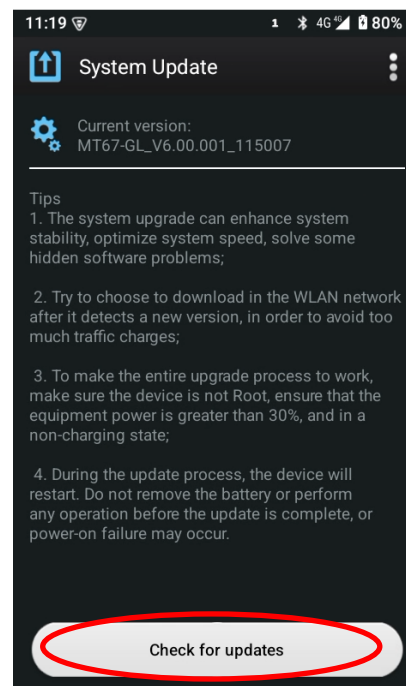 11:19 1 4G 4G 80%
System Update
Current version:
MT67-GL_V6.00.001_115007
Tips
1. The system upgrade can enhance system
stability, optimize system speed, solve some
hidden software problems;
2. Try to choose to download in the WLAN network
after it detects a new version, in order to avoid too
much traffic charges;
3. To make the entire upgrade process to work,
make sure the device is not Root, ensure that the
equipment power is greater than 30%, and in a
non-charging state;
4. During the update process, the device will
restart. Do not remove the battery or perform
any operation before the update is complete, or
power-on failure may occur.
Check for updates